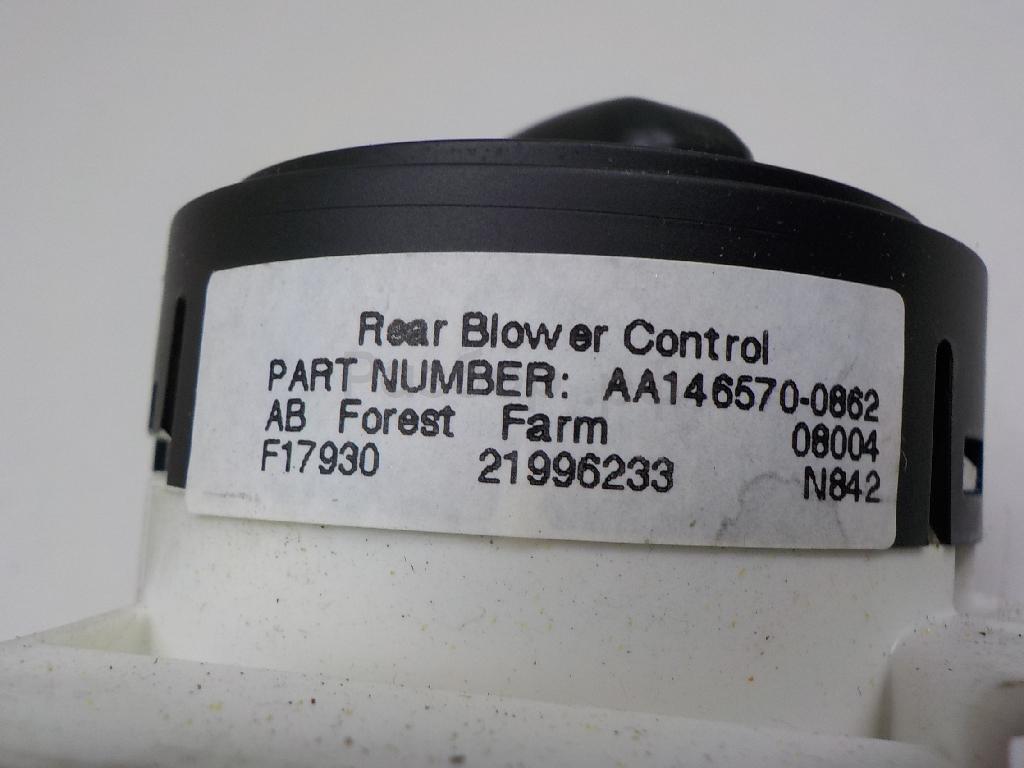 Rear Blower Control
PART NUMBER: AA146570-0862
AB Forest Farm 08004
F17930 21996233 N842